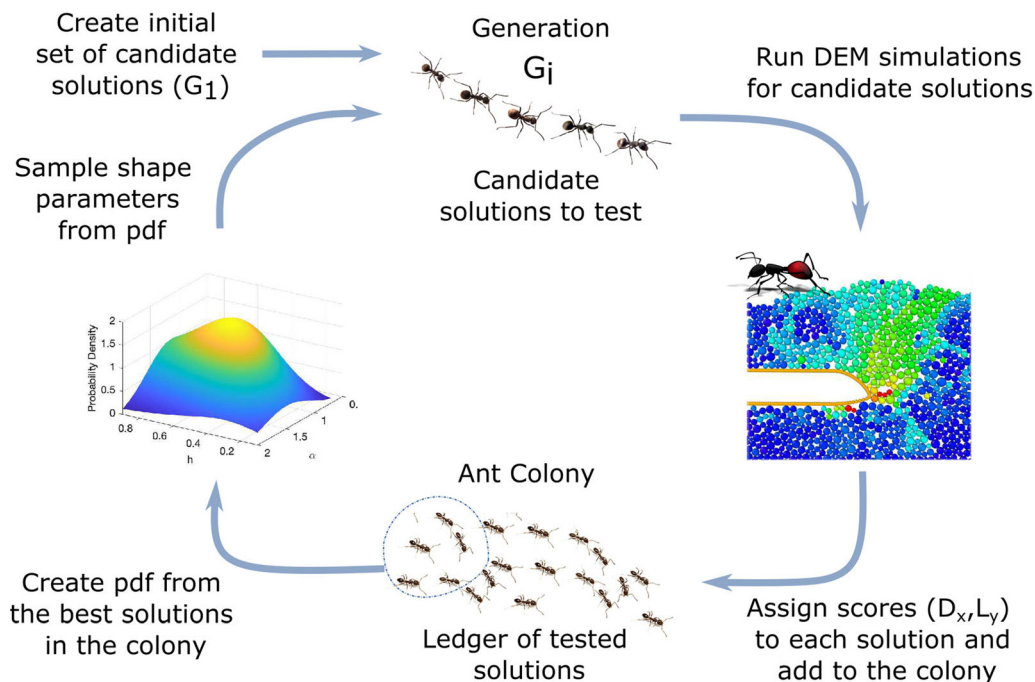 Create initial
set of candidate
solutions (G1)
Generation
Gi
Candidate
solutions to test
Run DEM simulations
for candidate solutions
Sample shape
parameters
from pdf
Probability Density
2
1.5
1
0.5
0
0.8
0.6
0.4
0.2
h
2
1.5
1
0.
α
Assign scores (Dx,Ly)
to each solution and
add to the colony
Ant Colony
Ledger of tested
solutions
Create pdf from
the best solutions
in the colony